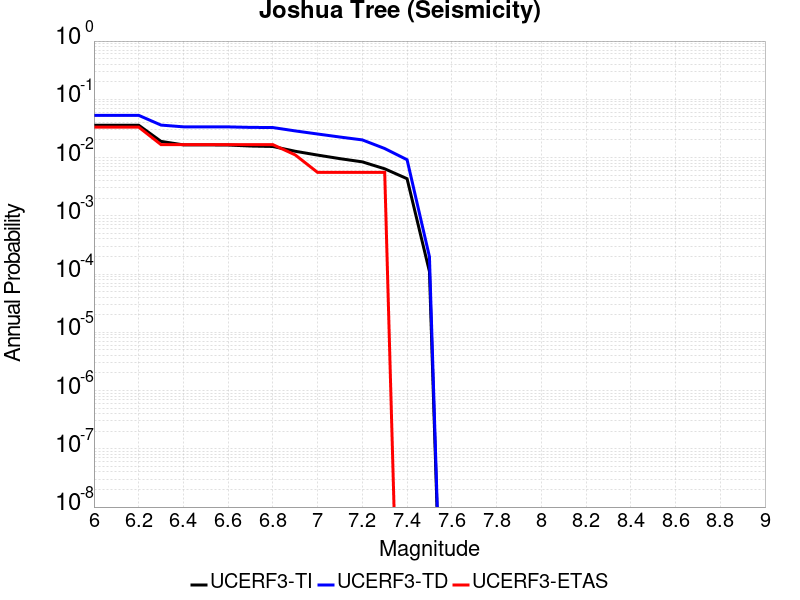 Joshua Tree (Seismicity)
10^0
10^-1
10^-2
10^-3
10^-4
10^-5
10^-6
10^-7
10^-8
Annual Probability
6 6.2 6.4 6.6 6.8 7 7.2 7.4 7.6 7.8 8 8.2 8.4 8.6 8.8 9
Magnitude
UCERF3-TI UCERF3-TD UCERF3-ETAS